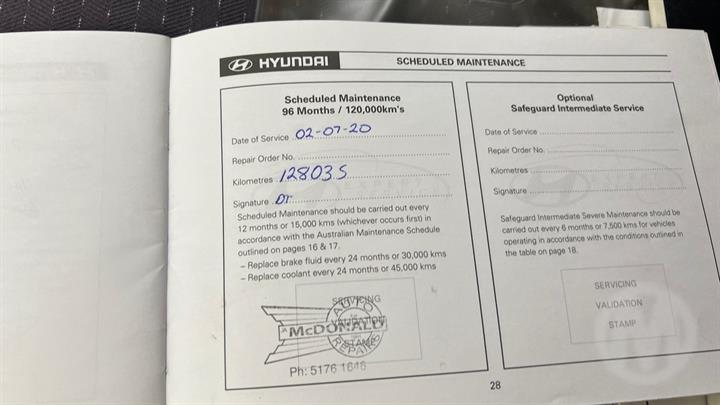 HYUNDAI
SCHEDULED MAINTENANCE
Scheduled Maintenance
96 Months / 120,000km's
Date of Service 02-07-20
Repair Order No.
Kilometres 128035
Signature DT
Scheduled Maintenance should be carried out every
12 months or 15,000 kms (whichever occurs first) in
accordance with the Australian Maintenance Schedule
outlined on pages 16 & 17.
– Replace brake fluid every 24 months or 30,000 kms
– Replace coolant every 24 months or 45,000 kms
SERVICING
VALIDATION
STAMP
AUTO
McDONALD
REPAIRS
Ph: 5176 1646
Optional
Safeguard Intermediate Service
Date of Service
Repair Order No.
Kilometres
Signature
Safeguard Intermediate Severe Maintenance should be
carried out every 6 months or 7,500 kms for vehicles
operating in accordance with the conditions outlined in
the table on page 18.
SERVICING
VALIDATION
STAMP
28